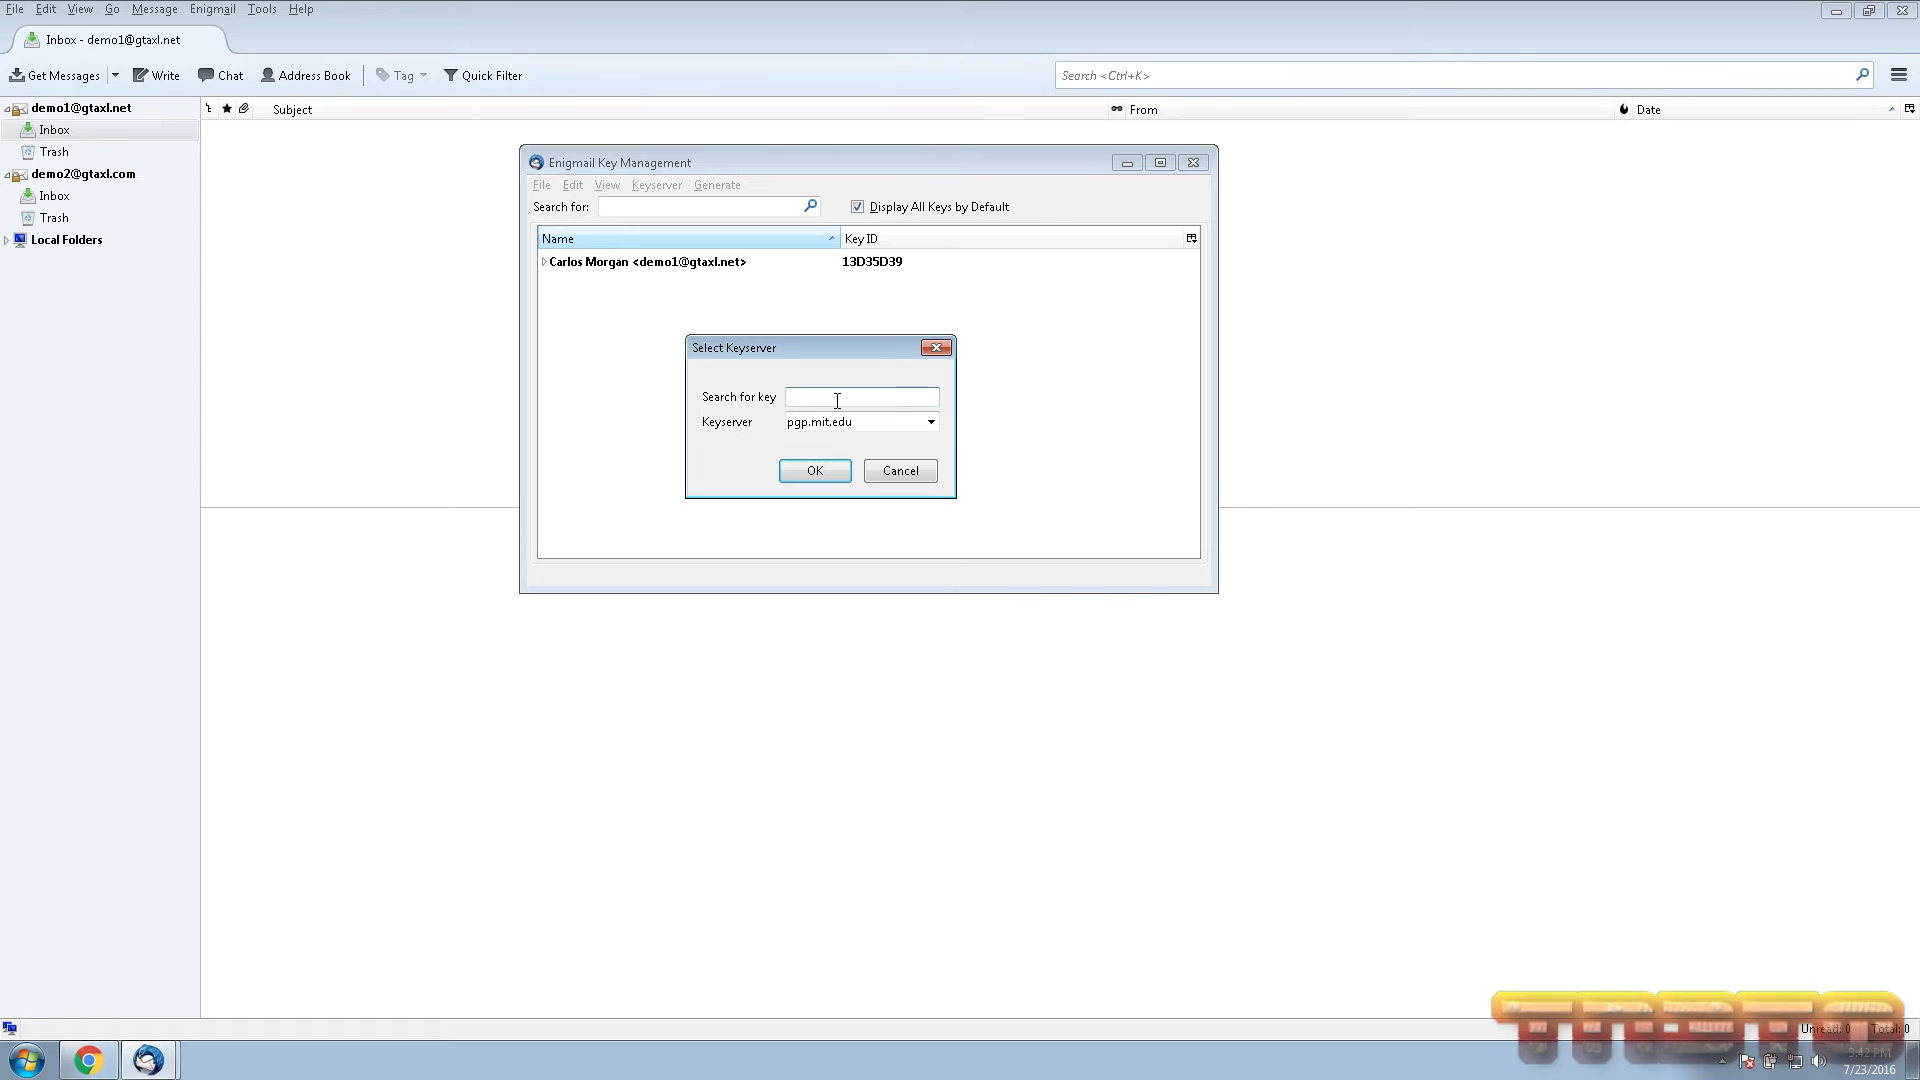 File Edit View Go Message Enigmail Tools Help
Inbox - demo1@gtaxl.net
Get Messages Write Chat Address Book Tag Quick Filter Search <Ctrl+K>
demo1@gtaxl.net
Inbox
Trash
demo2@gtaxl.com
Inbox
Trash
Local Folders
Subject From Date
Enigmail Key Management
File Edit View Keyserver Generate
Search for: Display All Keys by Default
Name Key ID
Carlos Morgan <demo1@gtaxl.net> 13D35D39
Select Keyserver
Search for key
Keyserver pgp.mit.edu
OK Cancel
Unread: 0 Total: 0
3:42 PM
7/23/2016